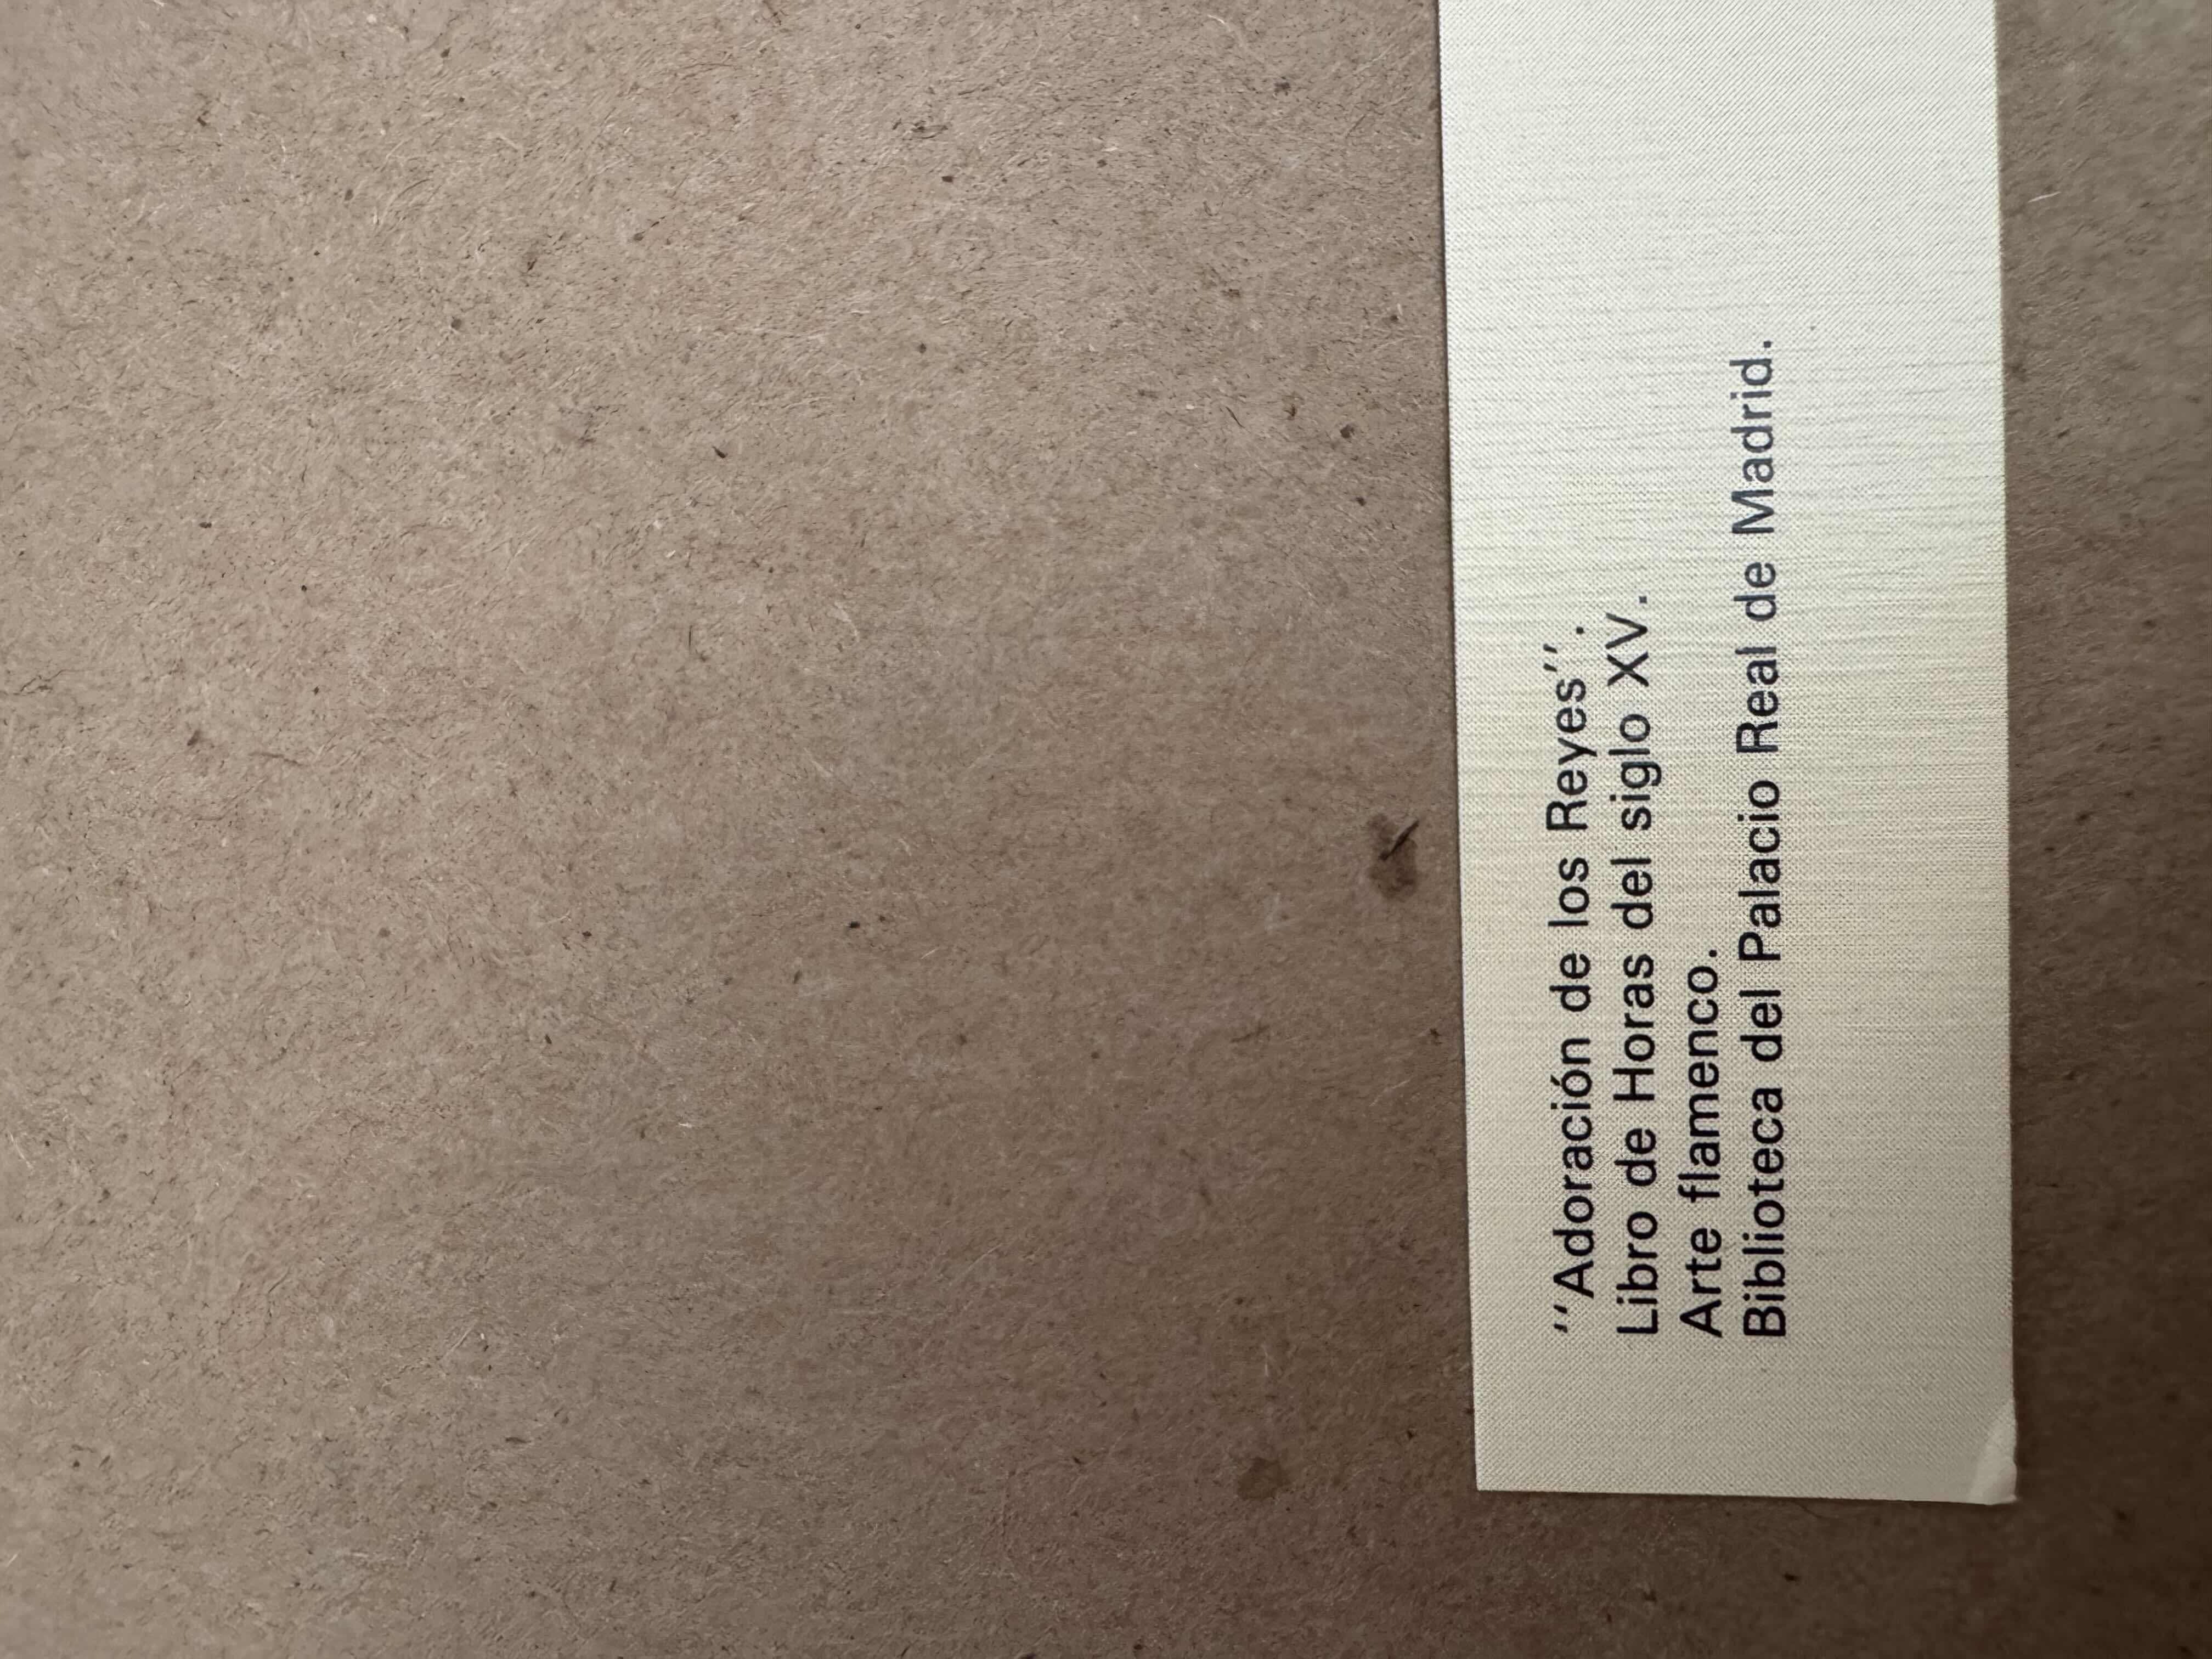 ''Adoración de los Reyes''.
Libro de Horas del siglo XV.
Arte flamenco.
Biblioteca del Palacio Real de Madrid.